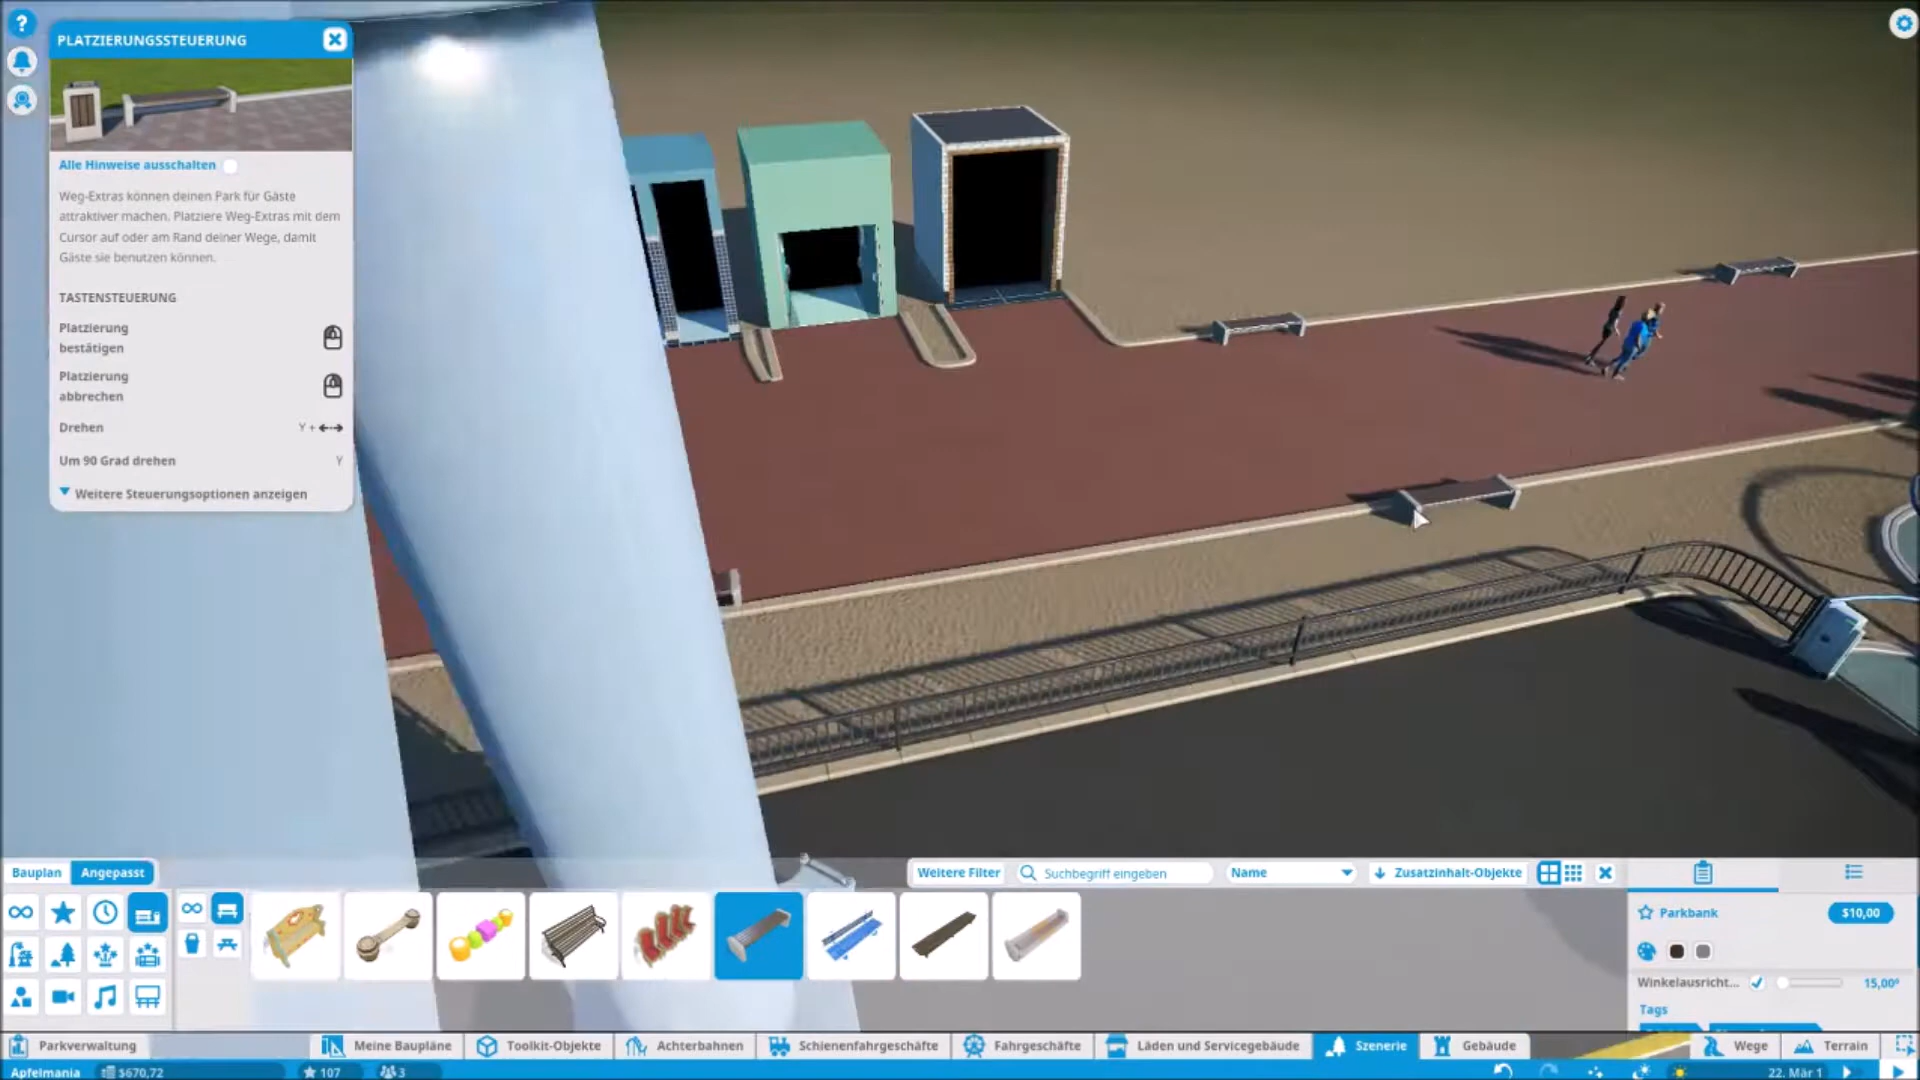 PLATZIERUNGSSTEUERUNG
Alle Hinweise ausschalten
Weg-Extras können deinen Park für Gäste
attraktiver machen. Platziere Weg-Extras mit dem
Cursor auf oder am Rand deiner Wege, damit
Gäste sie benutzen können.
TASTENSTEUERUNG
Platzierung
bestätigen
Platzierung
abbrechen
Drehen Y +
Um 90 Grad drehen Y
Weitere Steuerungsoptionen anzeigen
Bauplan Angepasst
Weitere Filter Suchbegriff eingeben Name Zusatzinhalt-Objekte
Parkbank $10,00
Winkelausricht... 15,00°
Tags
Parkverwaltung Meine Baupläne Toolkit-Objekte Achterbahnen Schienenfahrgeschäfte Fahrgeschäfte Läden und Servicegebäude Szenerie Gebäude Wege Terrain
Apfelmania $670,72 107 3 22. Mär 1